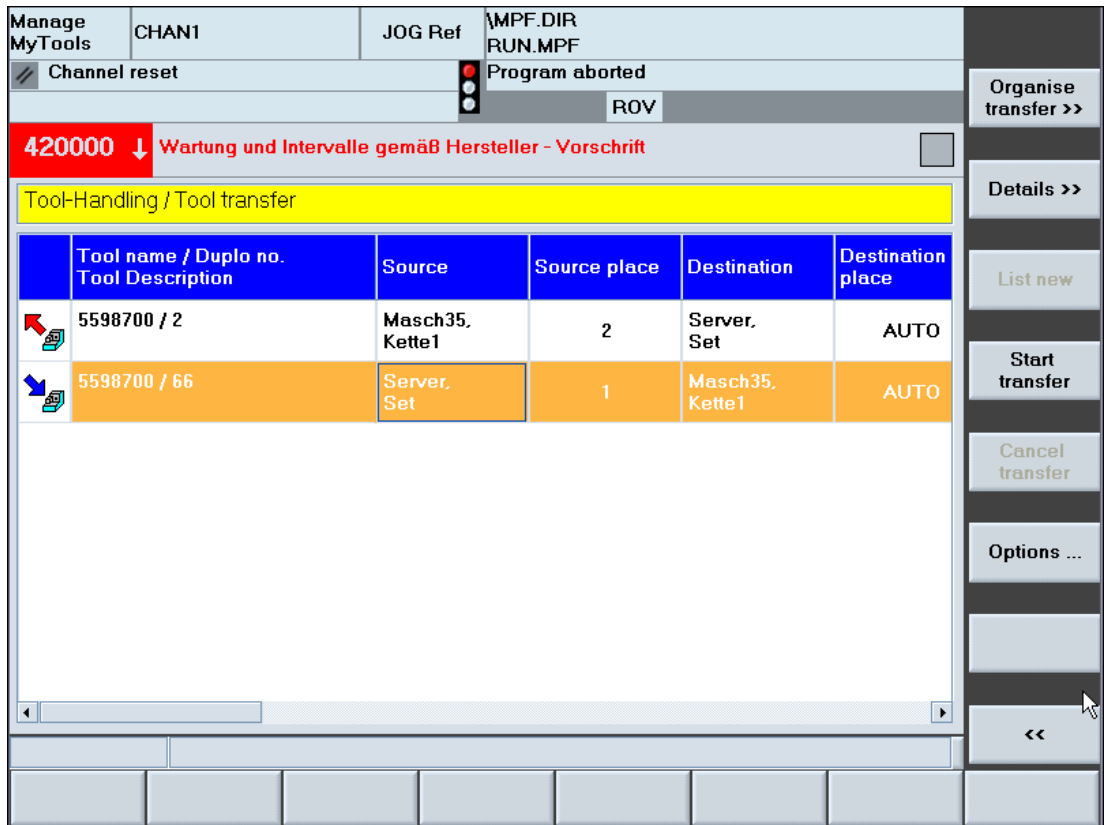 Manage
MyTools
CHAN1
JOG Ref
\MPF.DIR
RUN.MPF
Channel reset
Program aborted
ROV
420000 ↓ Wartung und Intervalle gemäß Hersteller - Vorschrift
Tool-Handling / Tool transfer
Tool name / Duplo no.
Tool Description
Source
Source place
Destination
Destination
place
5598700 / 2
Masch35,
Kette1
2
Server,
Set
AUTO
5598700 / 66
Server,
Set
1
Masch35,
Kette1
AUTO
Organise
transfer >>
Details >>
List new
Start
transfer
Cancel
transfer
Options ...
<<